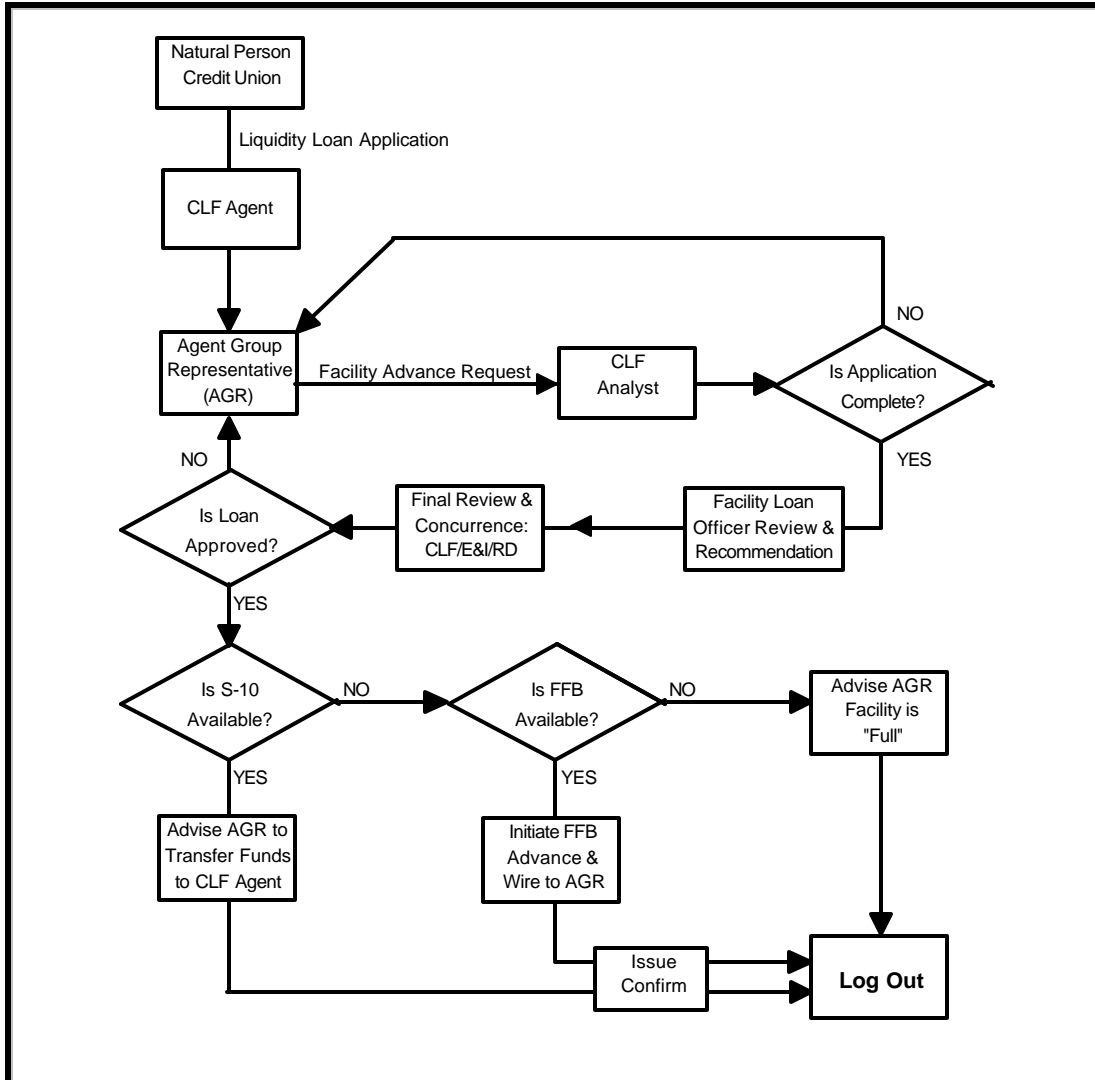 Natural Person
Credit Union
Liquidity Loan Application
CLF Agent
NO
Agent Group
Representative
(AGR)
Facility Advance Request
CLF
Analyst
Is Application
Complete?
NO
YES
Is Loan
Approved?
Final Review &
Concurrence:
CLF/E&I/RD
Facility Loan
Officer Review &
Recommendation
YES
Is S-10
Available?
NO
Is FFB
Available?
NO
Advise AGR
Facility is
"Full"
YES
YES
Advise AGR to
Transfer Funds
to CLF Agent
Initiate FFB
Advance &
Wire to AGR
Issue
Confirm
Log Out